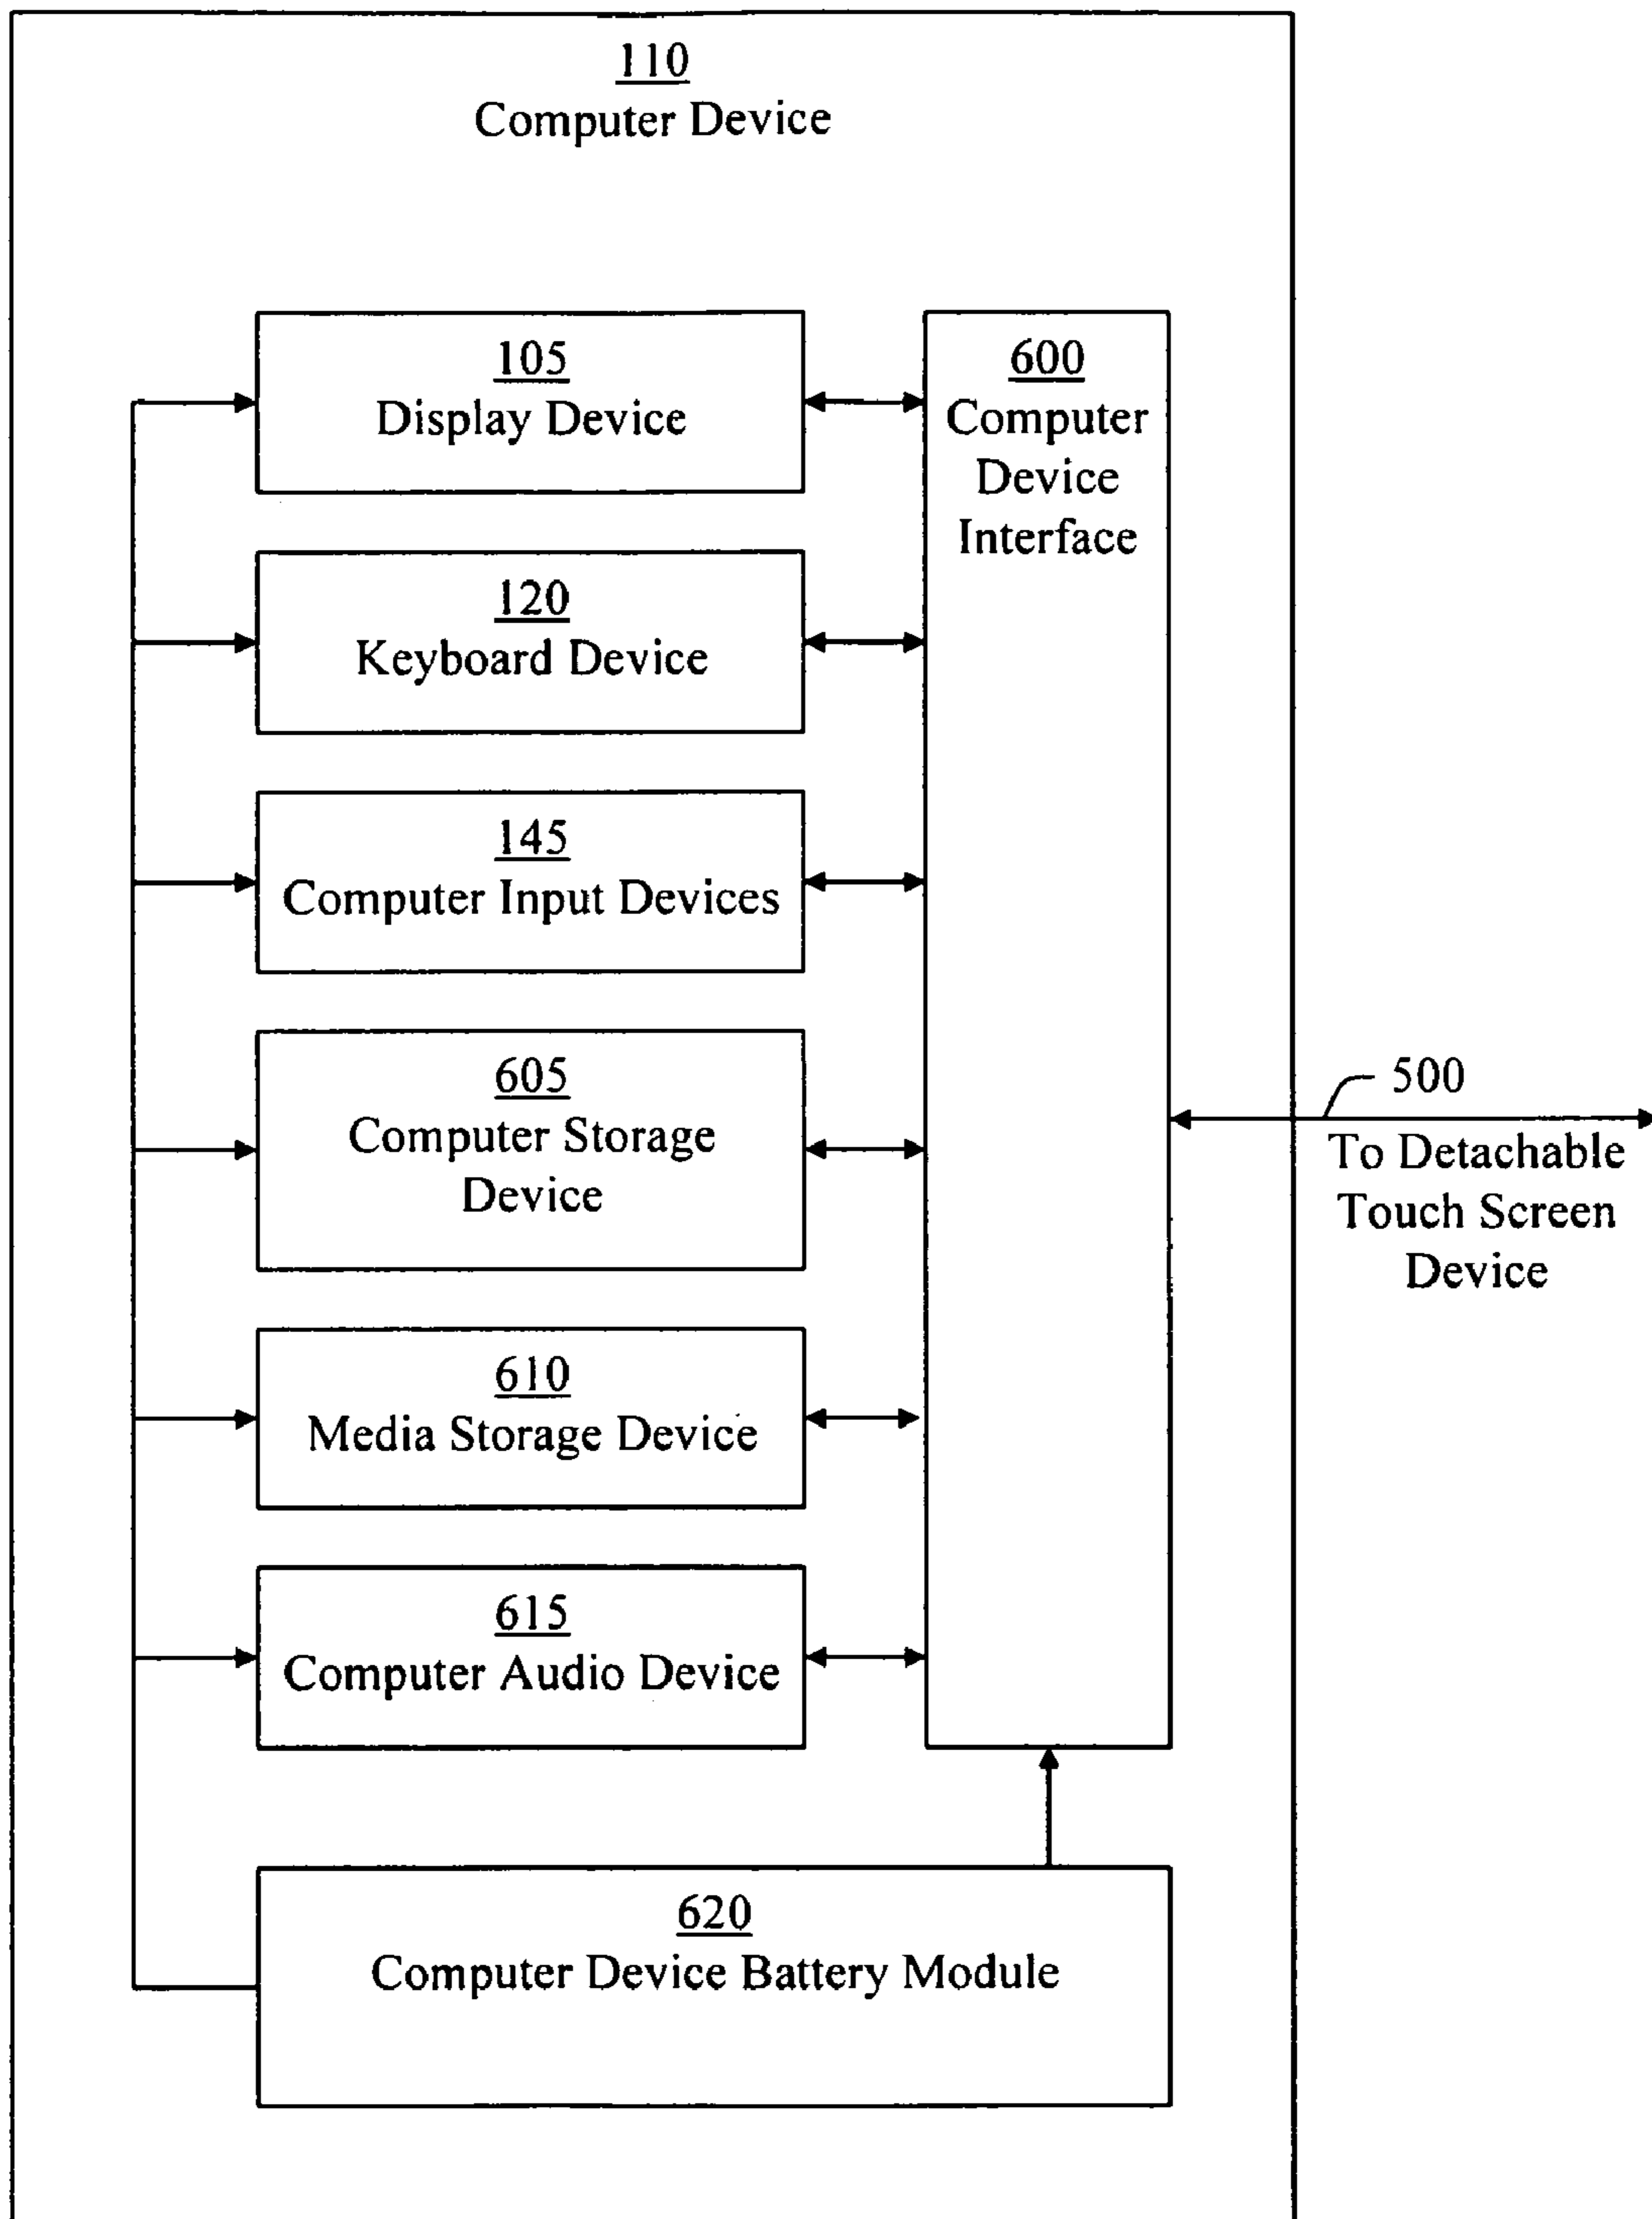 110
Computer Device
105
Display Device
600
Computer
Device
Interface
120
Keyboard Device
145
Computer Input Devices
605
Computer Storage
Device
500
To Detachable
Touch Screen
Device
610
Media Storage Device
615
Computer Audio Device
620
Computer Device Battery Module